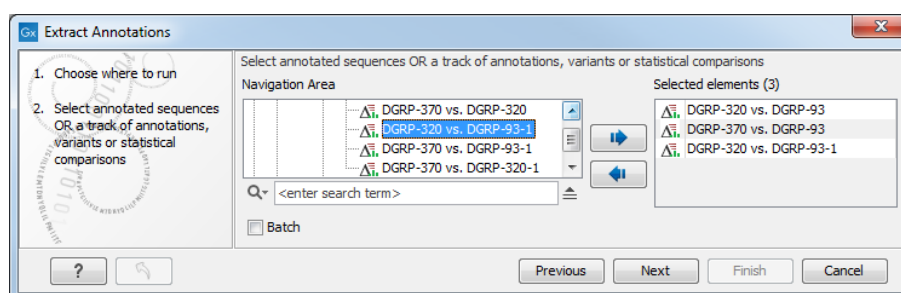 Gx Extract Annotations
X
1. Choose where to run
2. Select annotated sequences
OR a track of annotations,
variants or statistical
comparisons
Select annotated sequences OR a track of annotations, variants or statistical comparisons
Navigation Area
DGRP-370 vs. DGRP-320
DGRP-320 vs. DGRP-93-1
DGRP-370 vs. DGRP-93-1
DGRP-370 vs. DGRP-320-1
<enter search term>
Batch
Selected elements (3)
DGRP-320 vs. DGRP-93
DGRP-370 vs. DGRP-93
DGRP-320 vs. DGRP-93-1
?
Previous
Next
Finish
Cancel